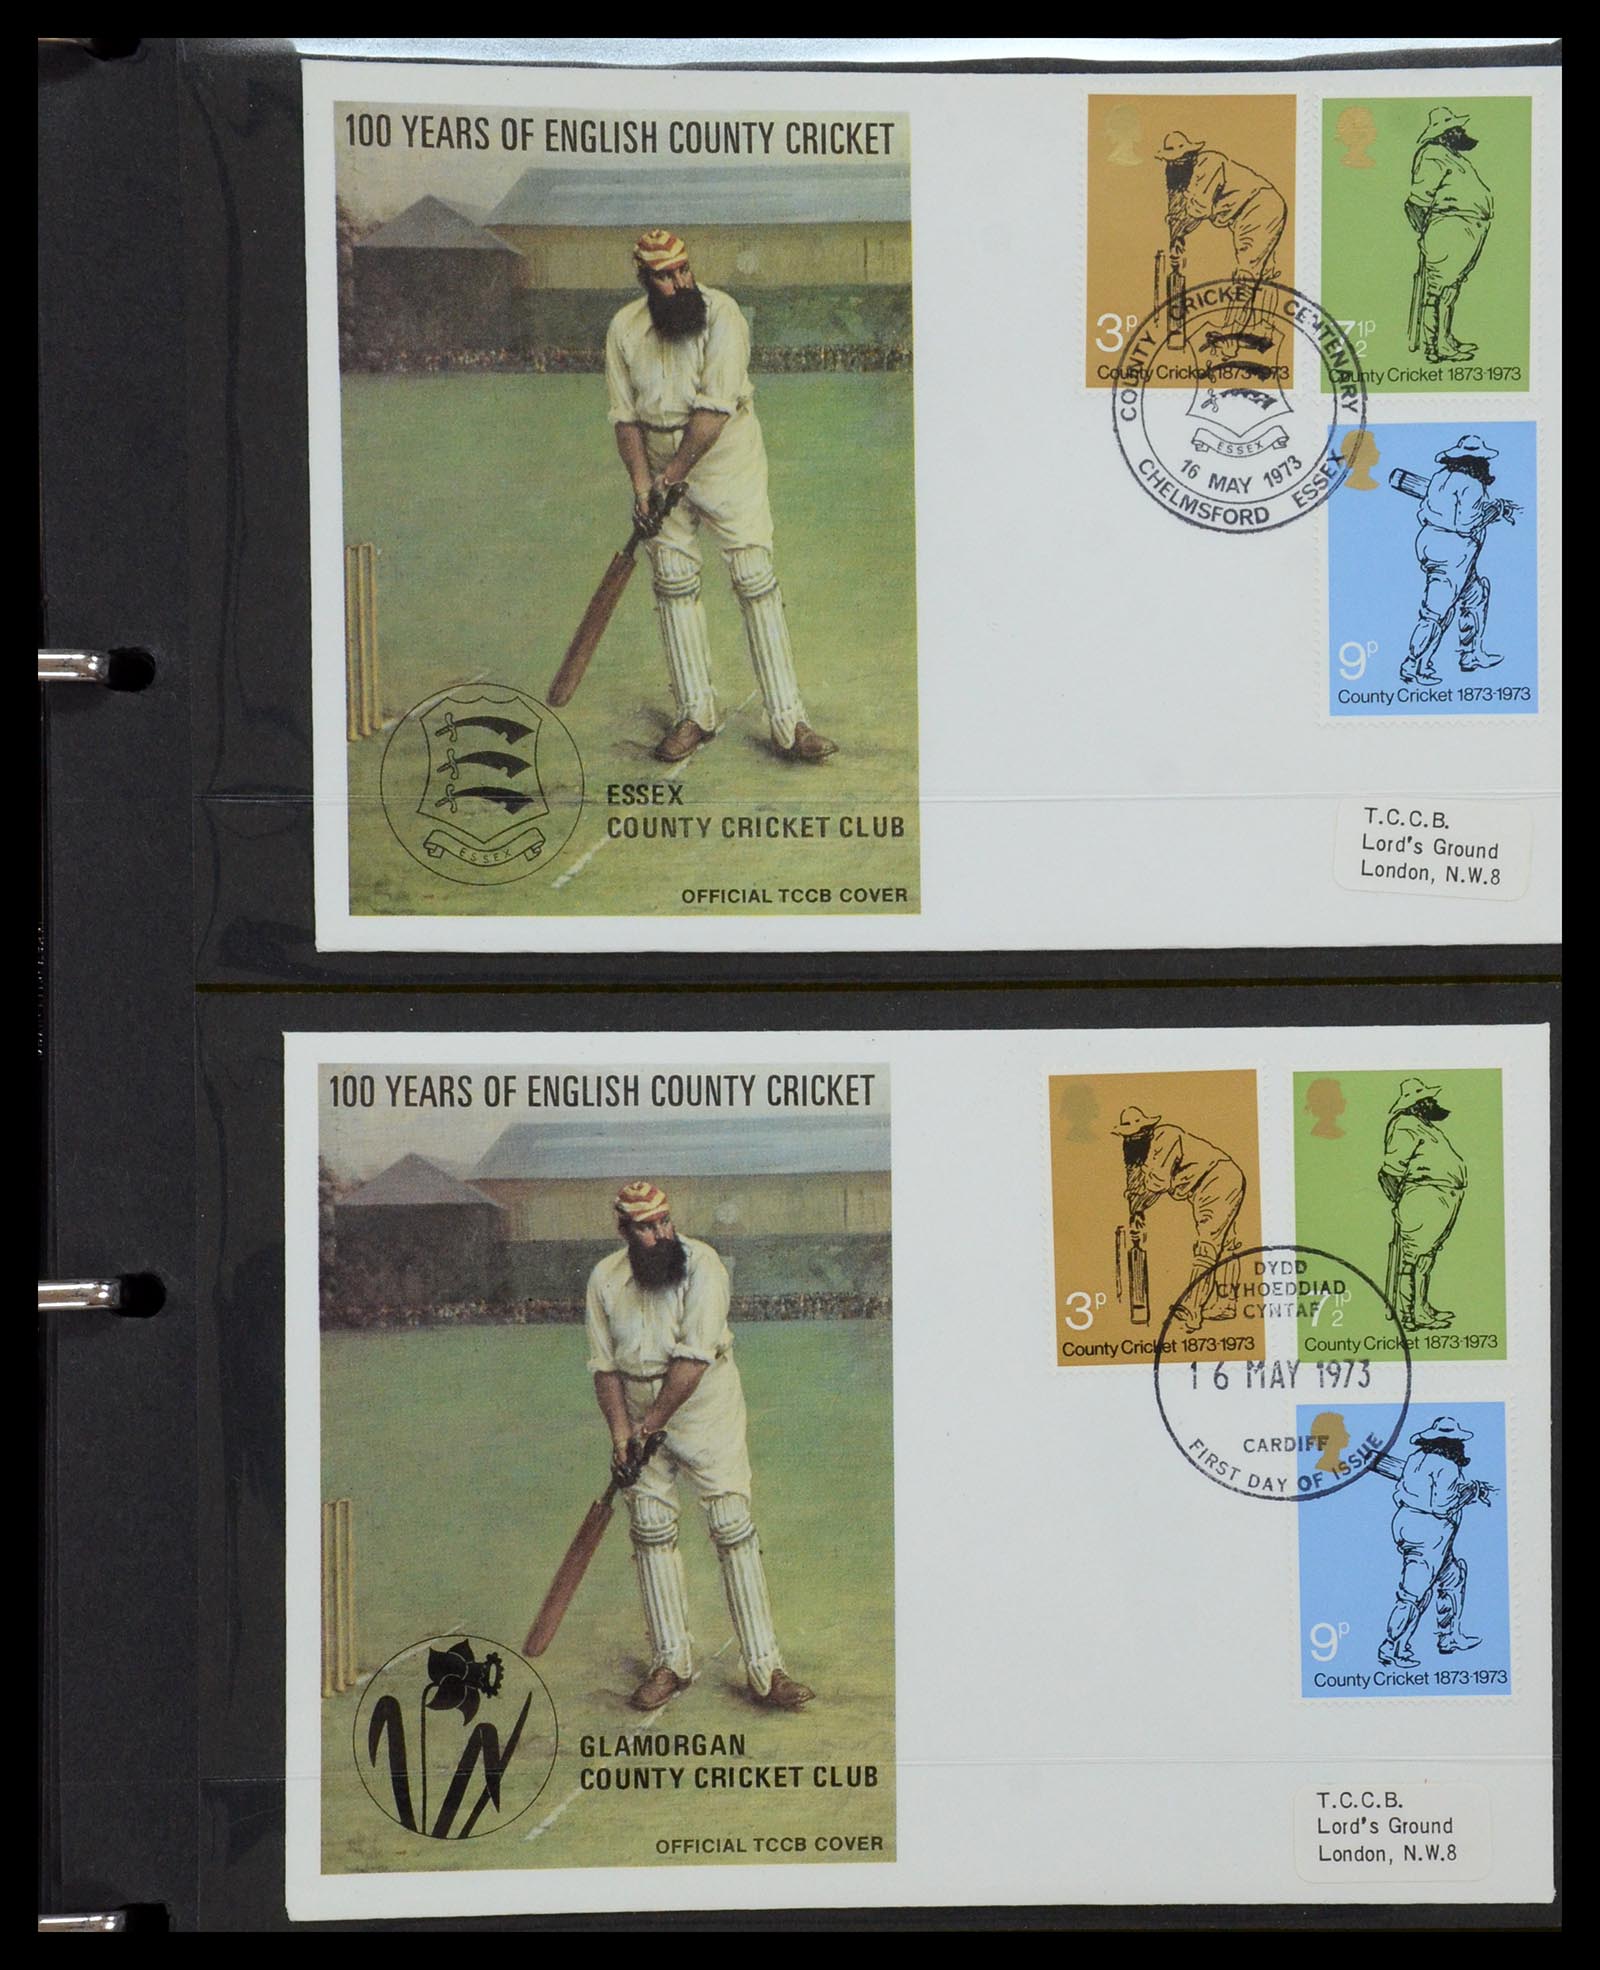 100 YEARS OF ENGLISH COUNTY CRICKET
ESSEX
ESSEX
COUNTY CRICKET CLUB
OFFICIAL TCCB COVER
3p
County Cricket 1873-1973
7½p
County Cricket 1873-1973
COUNTY CRICKET CENTENARY
ESSEX
16 MAY 1973
CHELMSFORD ESSEX
9p
County Cricket 1873-1973
T.C.C.B.
Lord's Ground
London, N.W.8
100 YEARS OF ENGLISH COUNTY CRICKET
GLAMORGAN
COUNTY CRICKET CLUB
OFFICIAL TCCB COVER
3p
County Cricket 1873-1973
7½p
County Cricket 1873-1973
DYDD
CYHOEDDIAD
CYNTAF
16 MAY 1973
CARDIFF
FIRST DAY OF ISSUE
9p
County Cricket 1873-1973
T.C.C.B.
Lord's Ground
London, N.W.8